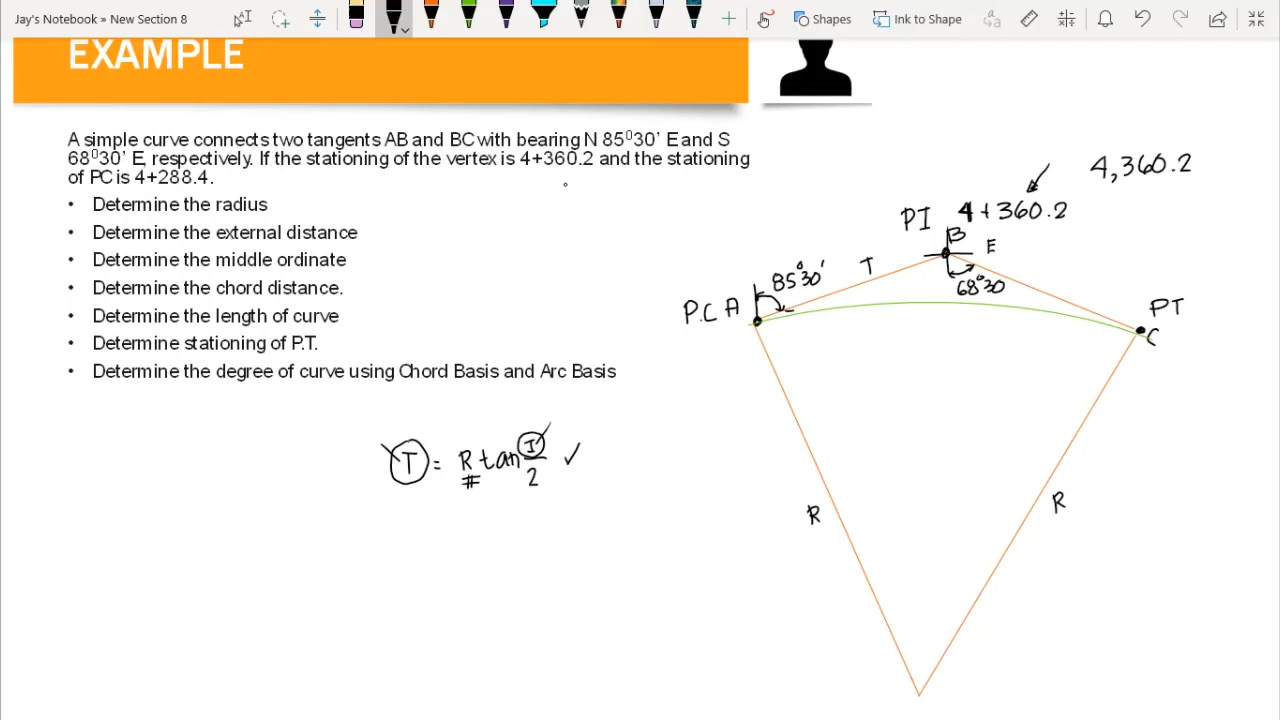 Jay's Notebook » New Section 8
Shapes
Ink to Shape
EXAMPLE
A simple curve connects two tangents AB and BC with bearing N 85⁰30' E and S
68⁰30' E, respectively. If the stationing of the vertex is 4+360.2 and the stationing
of PC is 4+288.4.
• Determine the radius
• Determine the external distance
• Determine the middle ordinate
• Determine the chord distance.
• Determine the length of curve
• Determine stationing of P.T.
• Determine the degree of curve using Chord Basis and Arc Basis
T = R tan I/2 ✓
4,360.2
PI 4+360.2
B
E
T
85°30'
68°30
P.C A
PT
C
R
R